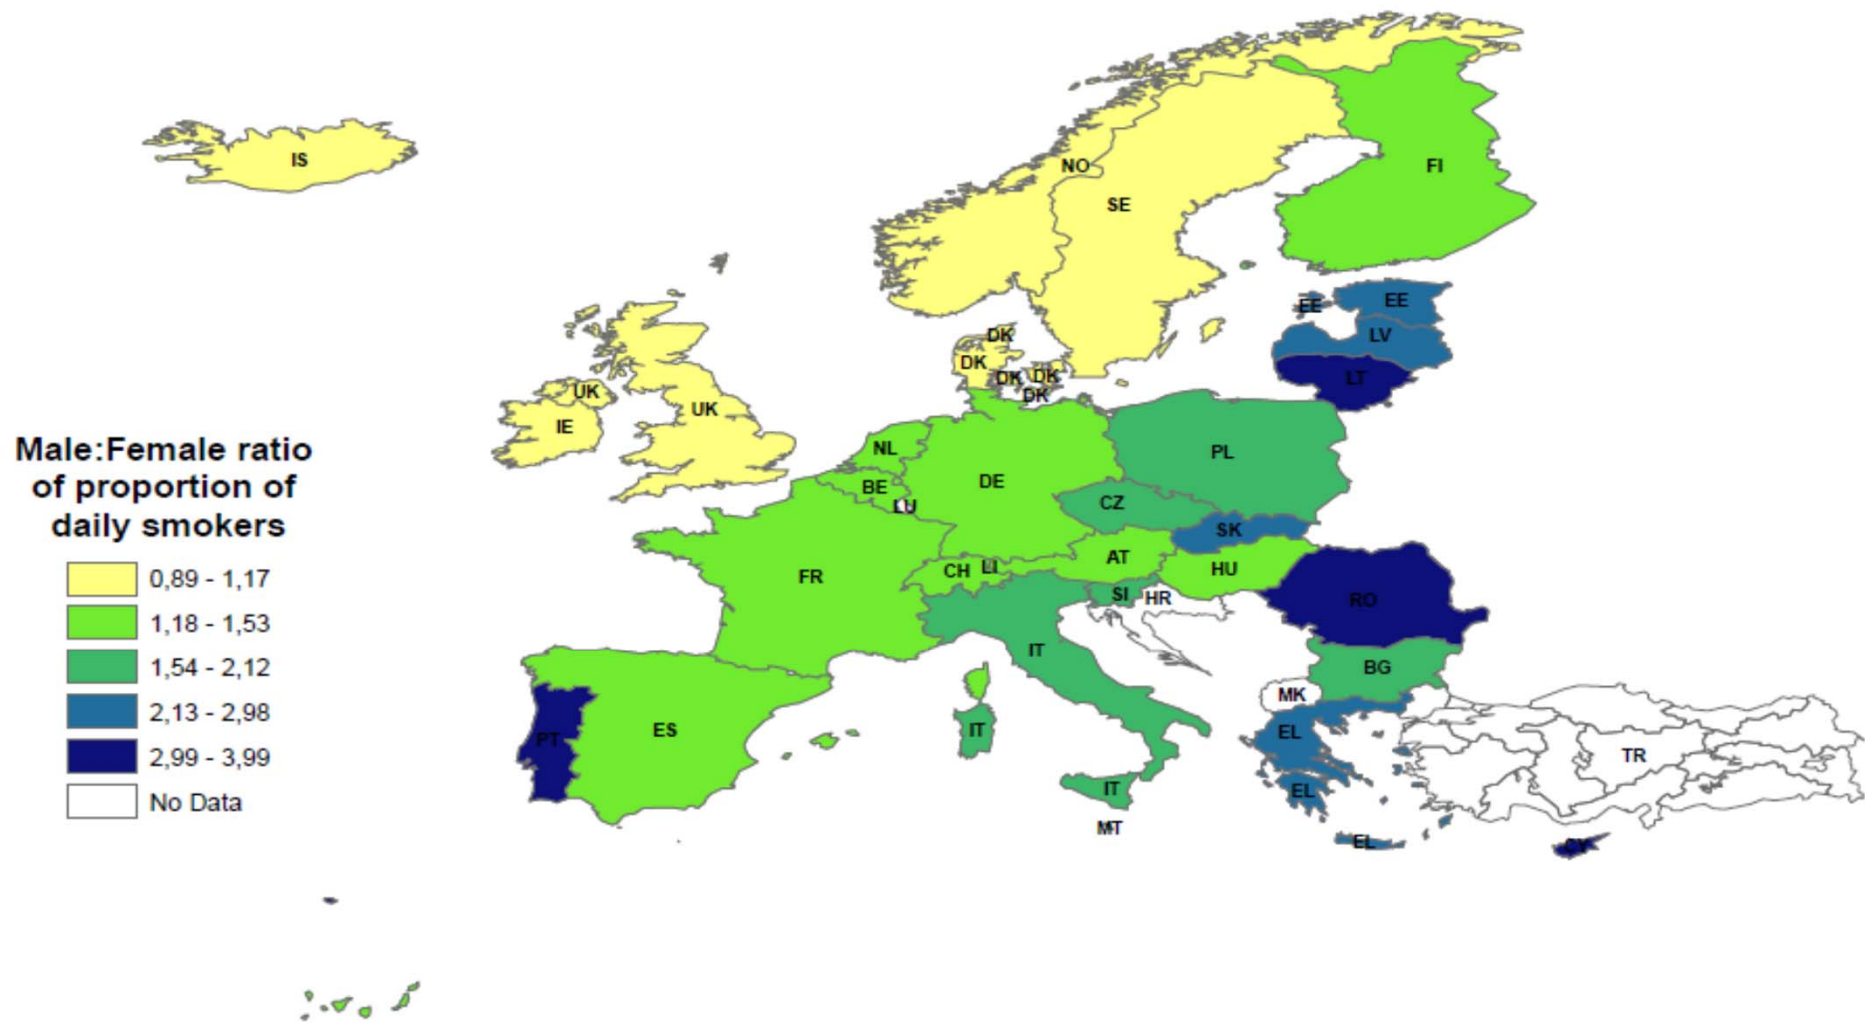 IS
NO
SE
FI
EE
EE
LV
LT
DK
DK
DK
DK
DK
UK
IE
UK
NL
BE
LU
DE
PL
CZ
SK
AT
HU
CH
LI
FR
SI
HR
RO
IT
BG
MK
PT
ES
IT
EL
TR
IT
EL
MT
EL
CY
Male:Female ratio
of proportion of
daily smokers
0,89 - 1,17
1,18 - 1,53
1,54 - 2,12
2,13 - 2,98
2,99 - 3,99
No Data